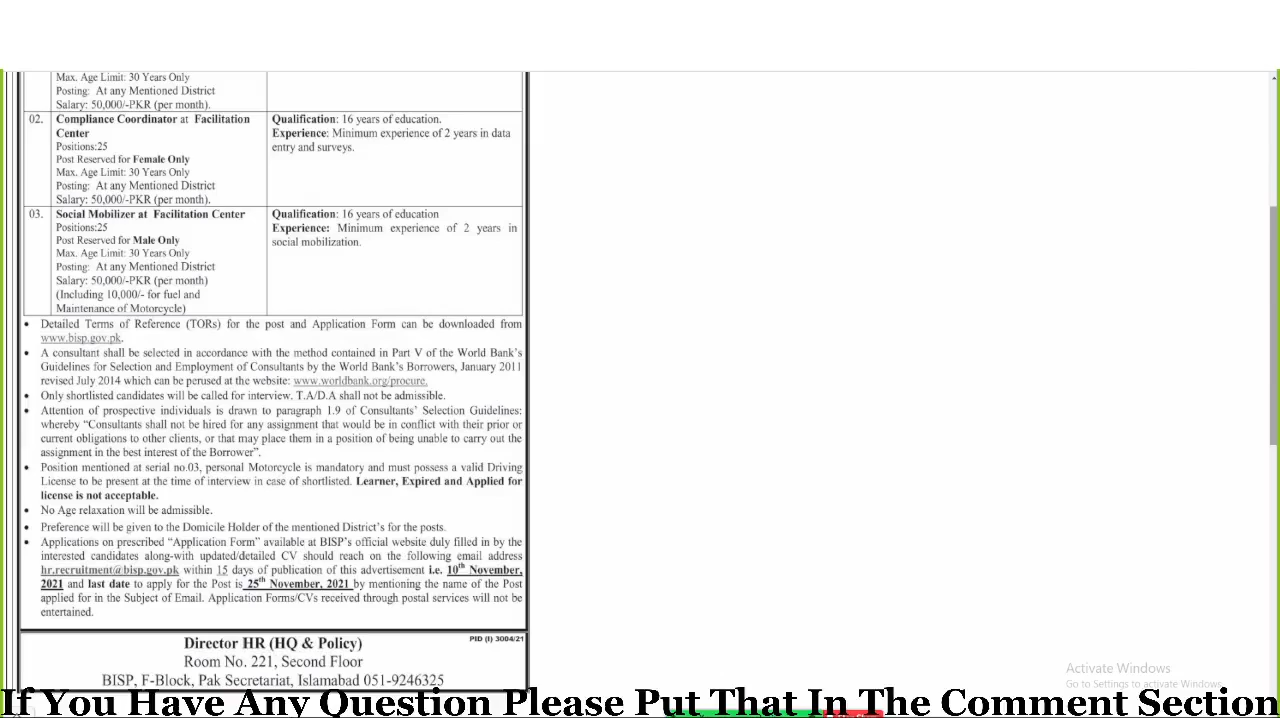 Max. Age Limit: 30 Years Only
Posting: At any Mentioned District
Salary: 50,000/-PKR (per month).
02.
Compliance Coordinator at Facilitation
Center
Positions:25
Post Reserved for Female Only
Max. Age Limit: 30 Years Only
Posting: At any Mentioned District
Salary: 50,000/-PKR (per month).
Qualification: 16 years of education.
Experience: Minimum experience of 2 years in data
entry and surveys.
03.
Social Mobilizer at Facilitation Center
Positions:25
Post Reserved for Male Only
Max. Age Limit: 30 Years Only
Posting: At any Mentioned District
Salary: 50,000/-PKR (per month)
(Including 10,000/- for fuel and
Maintenance of Motorcycle)
Qualification: 16 years of education
Experience: Minimum experience of 2 years in
social mobilization.
• Detailed Terms of Reference (TORs) for the post and Application Form can be downloaded from
www.bisp.gov.pk.
• A consultant shall be selected in accordance with the method contained in Part V of the World Bank's
Guidelines for Selection and Employment of Consultants by the World Bank's Borrowers, January 2011
revised July 2014 which can be perused at the website: www.worldbank.org/procure.
• Only shortlisted candidates will be called for interview. T.A/D.A shall not be admissible.
• Attention of prospective individuals is drawn to paragraph 1.9 of Consultants' Selection Guidelines:
whereby "Consultants shall not be hired for any assignment that would be in conflict with their prior or
current obligations to other clients, or that may place them in a position of being unable to carry out the
assignment in the best interest of the Borrower".
• Position mentioned at serial no.03, personal Motorcycle is mandatory and must possess a valid Driving
License to be present at the time of interview in case of shortlisted. Learner, Expired and Applied for
license is not acceptable.
• No Age relaxation will be admissible.
• Preference will be given to the Domicile Holder of the mentioned District's for the posts.
• Applications on prescribed "Application Form" available at BISP's official website duly filled in by the
interested candidates along-with updated/detailed CV should reach on the following email address
hr.recruitment@bisp.gov.pk within 15 days of publication of this advertisement i.e. 10th November,
2021 and last date to apply for the Post is 25th November, 2021 by mentioning the name of the Post
applied for in the Subject of Email. Application Forms/CVs received through postal services will not be
entertained.
PID (I) 3004/21
Director HR (HQ & Policy)
Room No. 221, Second Floor
BISP, F-Block, Pak Secretariat, Islamabad 051-9246325
Activate Windows
Go to Settings to activate Windows.
If You Have Any Question Please Put That In The Comment Section